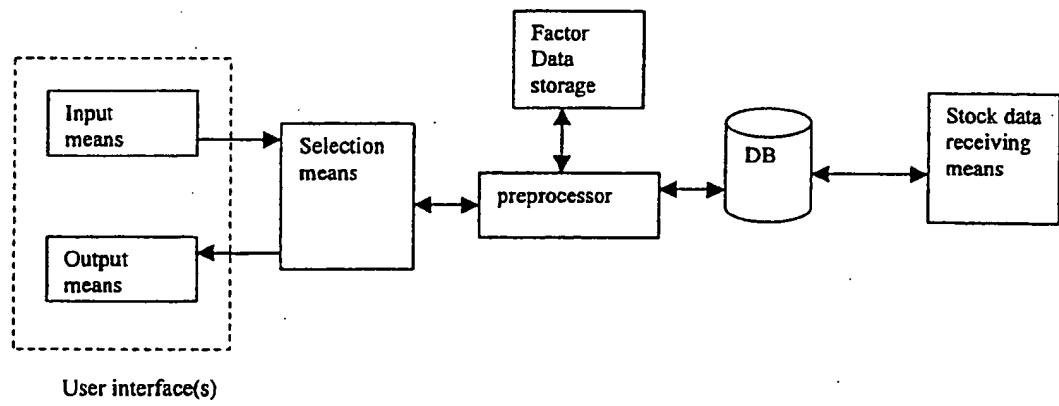 Factor
Data
storage
Input
means
Selection
means
preprocessor
DB
Stock data
receiving
means
Output
means
User interface(s)